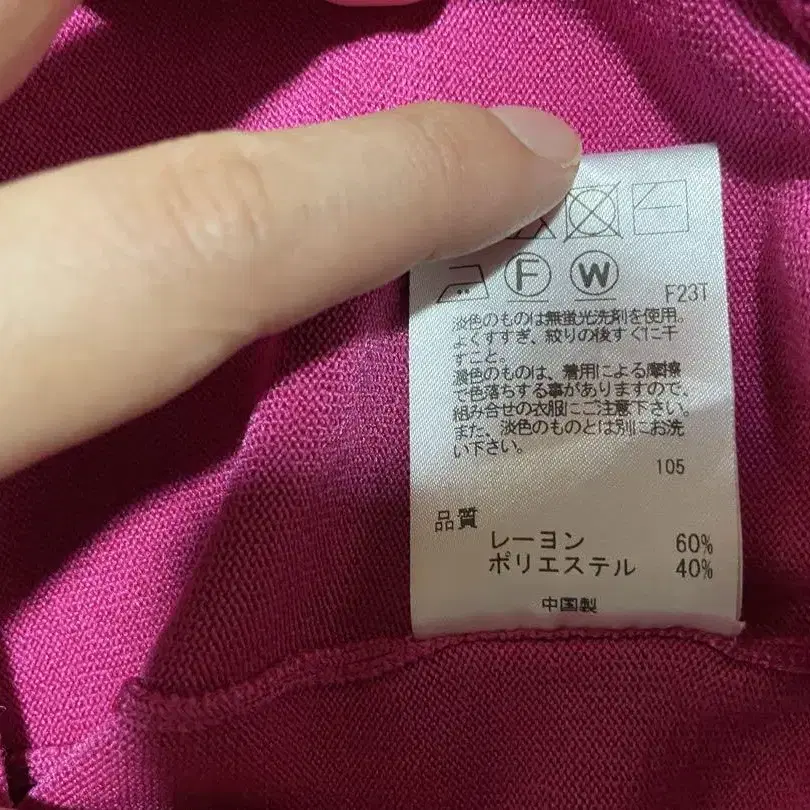 F W
F23T
淡色のものは無蛍光洗剤を使用。
よくすすぎ、絞りの後すぐに干
すこと。
濃色のものは、着用による摩擦
で色落ちする事がありますので、
組み合せの衣服にご注意下さい。
また、淡色のものとは別にお洗
い下さい。
105
品質
レーヨン 60%
ポリエステル 40%
中国製